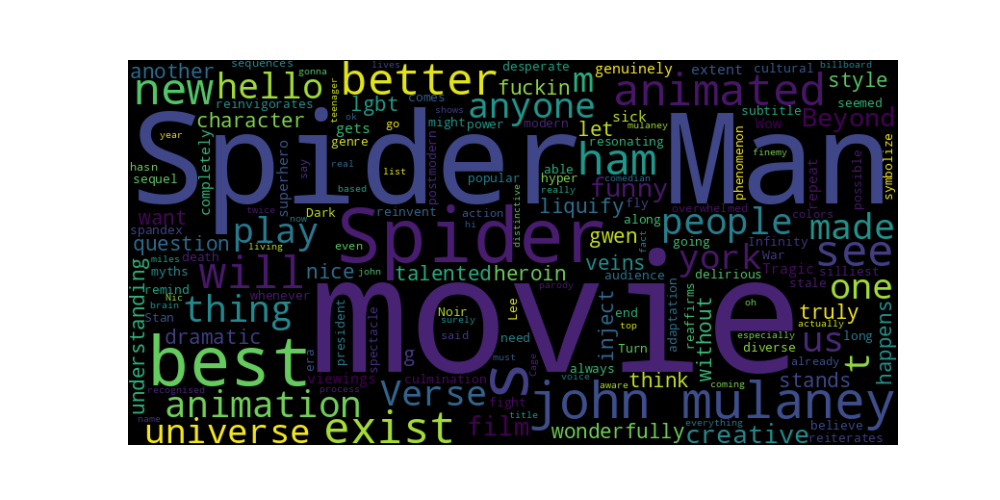 another sequences gonna better lives desperate genuinely extent cultural billboard
new hello teenager fuckin m animated style
reinvigorates lgbt comes anyone subtitle seemed
character ok gets go might power modern let sick Wow Beyond
year genre mulaney resonating
Spider Man
hasn completely superhero say real list postmodern popular able ham phenomenon finemy symbolize
sequel based hyper funny repeat possible
want twice Dark now reinvent action really comedian liquify fly overwhelmed colors
spandex play hi distinctive along people made
question living even Spider gwen fact going Infinity see
miles death will nice john talented heroin veins york War
myths audience delirious Tragic silliest
remind brain Nic whenever parody adaptation stale one
understanding thing president Noir Lee movie inject end oh truly
Stan spectacle said surely need top reaffirms without especially actually
dramatic era g Turn diverse us long t happens
best always already
viewings culmination must Cage s think stands
recognised process Verse voice aware coming
animation fight john mulaney
name film title everything believe
universe exist wonderfully creative reiterates